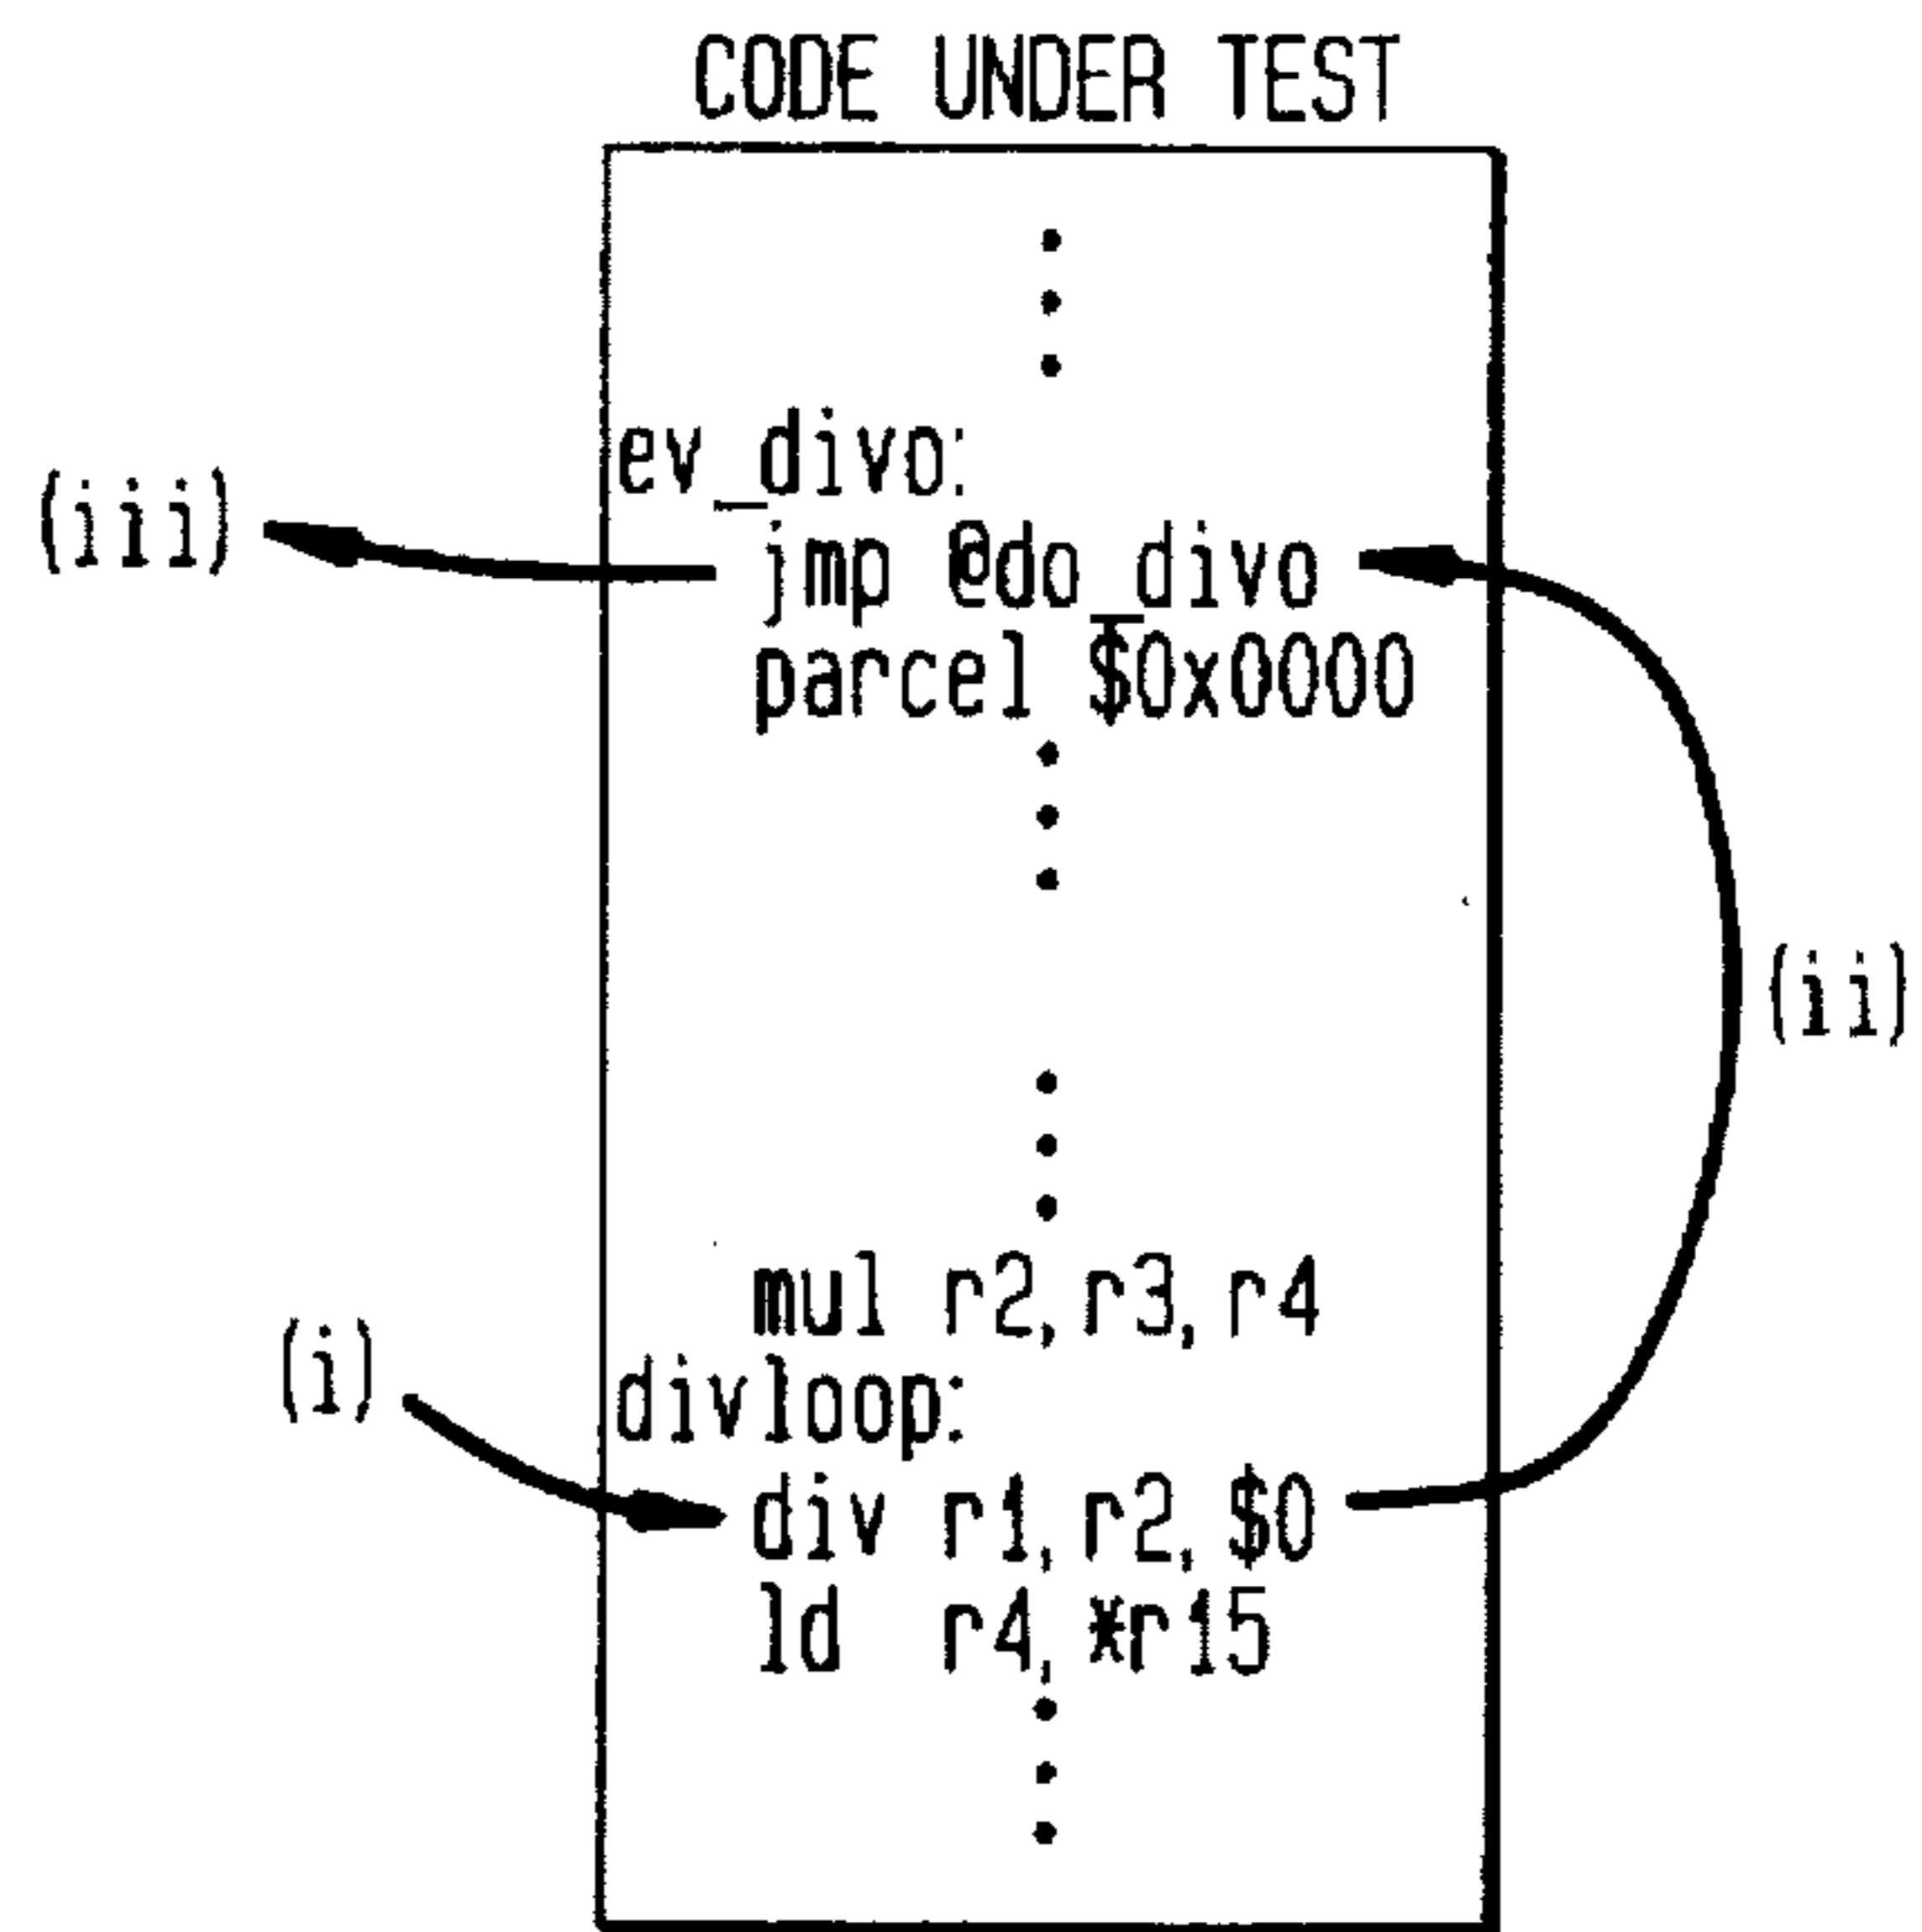 CODE UNDER TEST
ev_divo:
(iii)
jmp @do_divo
parcel $0x0000
(ii)
mul r2,r3,r4
(i)
divloop:
div r1,r2,$0
ld r4,*r15